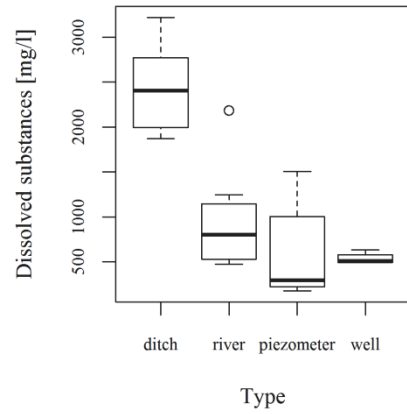 Dissolved substances [mg/l]
3000
2000
1000
500
ditch river piezometer well
Type